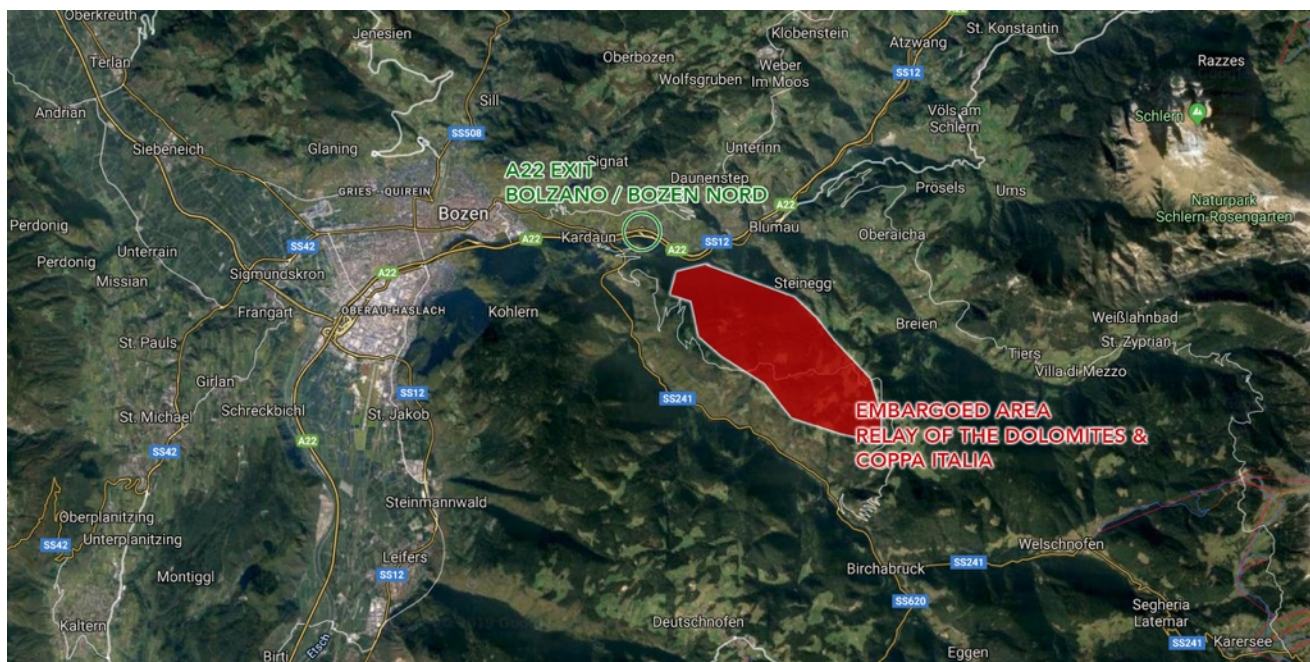 Oberkreuth
Jenesien
Klobenstein
St. Konstantin
Terlan
Oberbozen
Weber
Im Moos
Atzwang
Razzes
Wolfsgruben
SS12
Andrian
Sill
Völs am
Schlern
Schlern
Siebeneich
Glaning
SS508
Signat
Unterinn
A22 EXIT
BOLZANO / BOZEN NORD
Daunenstep
GRIES - QUIREIN
Prösels
Ums
Naturpark
Schlern-Rosengarten
Bozen
A22
Perdonig
Unterrain
SS42
A22
Kardaun
A22
SS12
Blumau
Oberaicha
Perdonig
Sigmundskron
A22
Missian
Steinegg
Frangart
OBERAU-HASLACH
Kohlern
Breien
Weißlahnbad
St. Pauls
St. Zyprian
Tiers
Villa di Mezzo
Girlan
SS12
SS241
St. Michael
Schreckbichl
St. Jakob
EMBARGOED AREA
RELAY OF THE DOLOMITES &
COPPA ITALIA
A22
SS42
Steinmannwald
Oberplanitzing
SS42
Unterplanitzing
Leifers
Welschnofen
Montiggl
SS12
Birchabruck
SS241
SS620
Segheria
Latemar
Kaltern
Deutschnofen
Etsch
SS241
Karersee
Birti
Eggen